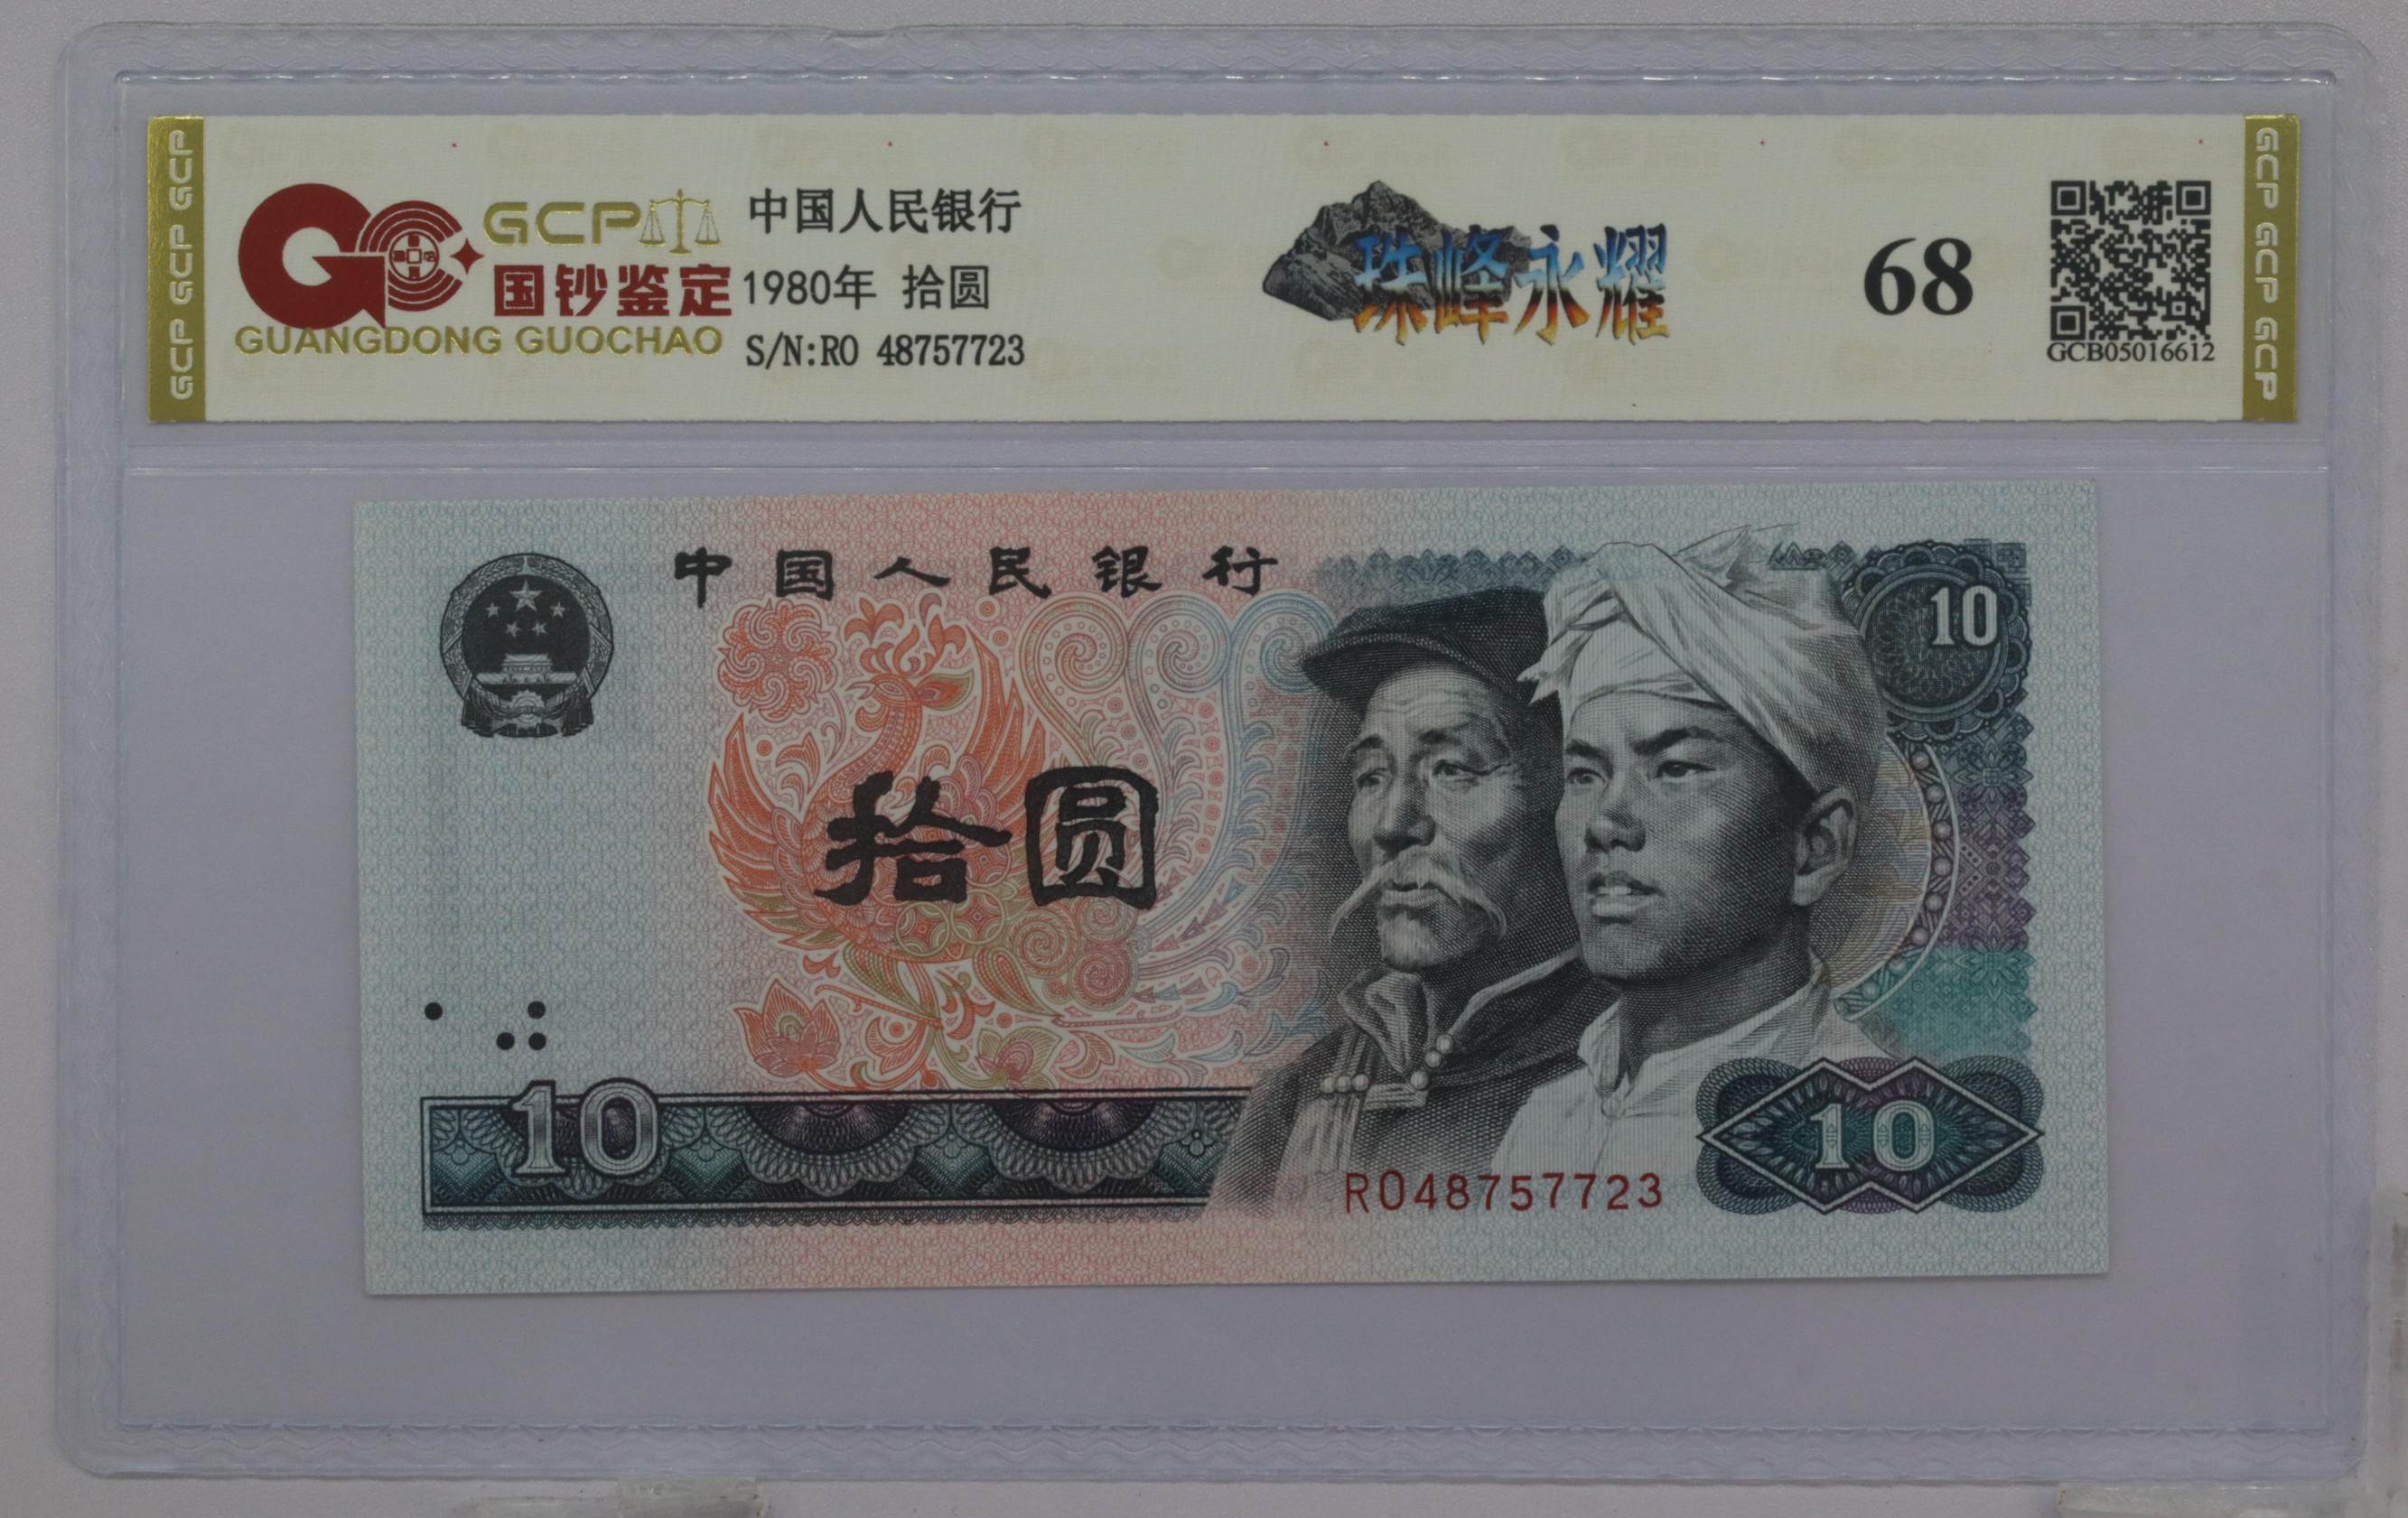 GCP GCP GCP
GCP
国钞鉴定
GUANGDONG GUOCHAO
中国人民银行
1980年 拾圆
S/N:RO 48757723
珠峰永耀
68
GCB05016612
GCP GCP GCP GCP
中国人民银行
10
拾圆
10
RO48757723
10